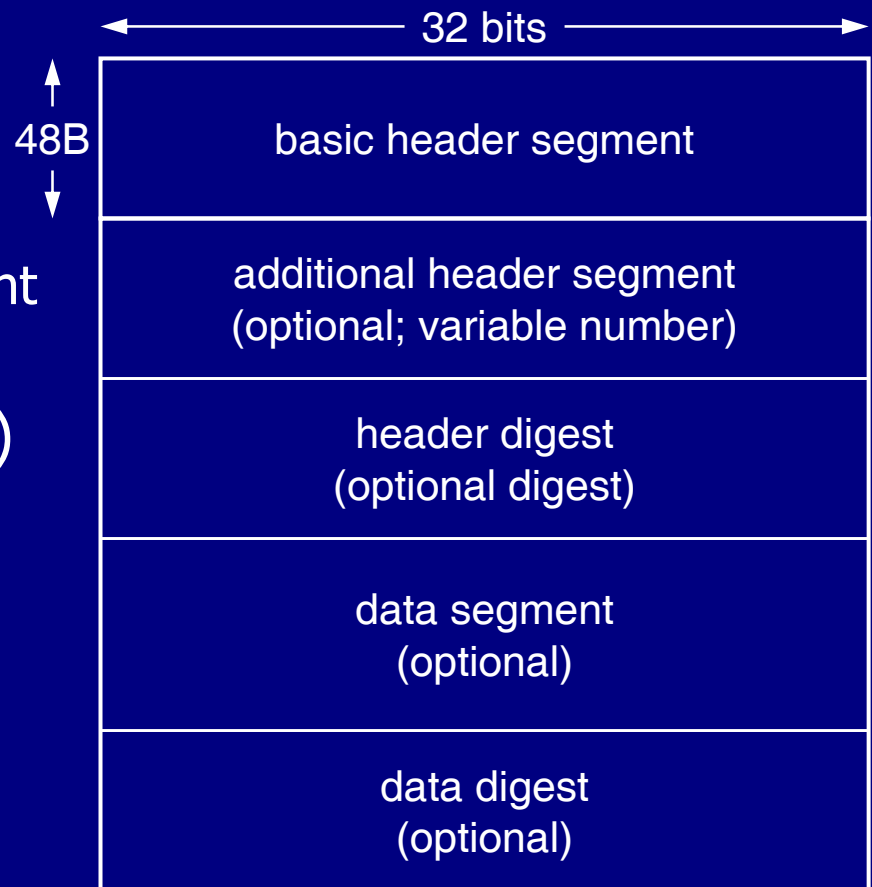 32 bits
48B
basic header segment
additional header segment
(optional; variable number)
header digest
(optional digest)
data segment
(optional)
data digest
(optional)